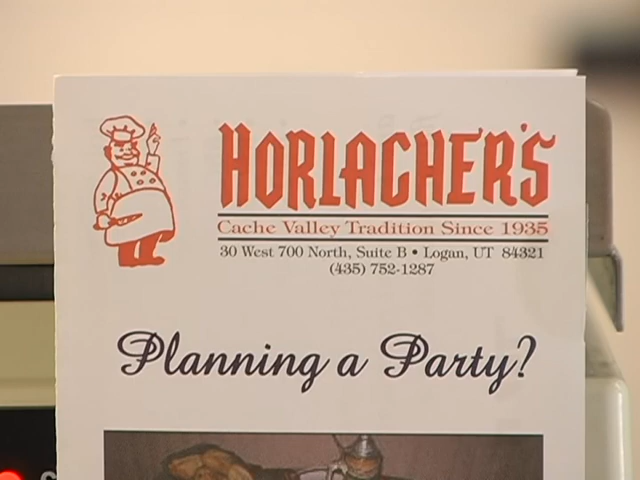 HORLACHER'S
Cache Valley Tradition Since 1935
30 West 700 North, Suite B • Logan, UT 84321
(435) 752-1287
Planning a Party?